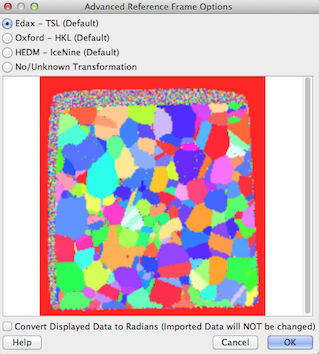 Advanced Reference Frame Options
Edax - TSL (Default)
Oxford - HKL (Default)
HEDM - IceNine (Default)
No/Unknown Transformation
Convert Displayed Data to Radians (Imported Data will NOT be changed)
Help Cancel OK